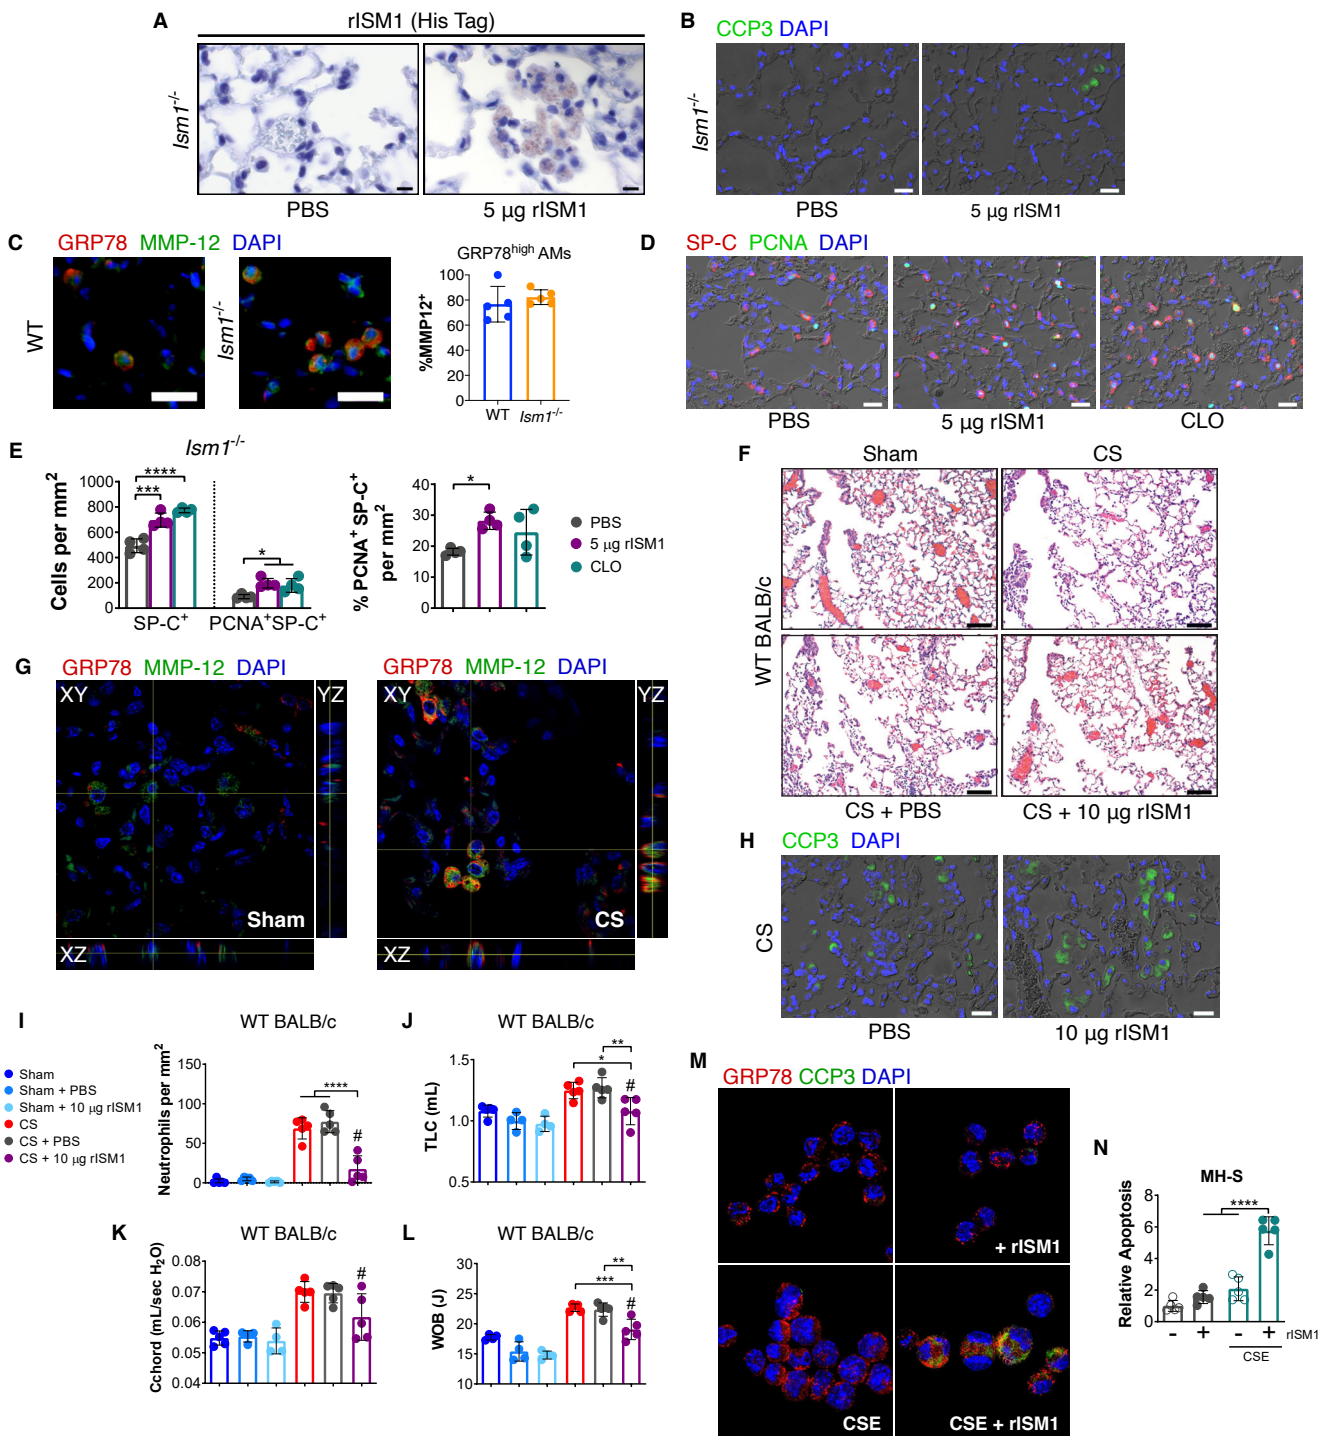 A
rISM1 (His Tag)
Ism1-/-
PBS
5 µg rISM1
B
CCP3 DAPI
Ism1-/-
PBS
5 µg rISM1
C
GRP78 MMP-12 DAPI
WT
Ism1-/-
GRP78high AMs
%MMP12+
100
80
60
40
20
0
WT
Ism1-/-
D
SP-C PCNA DAPI
PBS
5 µg rISM1
CLO
E
Ism1-/-
Cells per mm2
1000
800
600
400
200
0
****
***
*
SP-C+
PCNA+SP-C+
% PCNA+ SP-C+
per mm2
40
30
20
10
0
*
PBS
5 µg rISM1
CLO
F
Sham
CS
WT BALB/c
CS + PBS
CS + 10 µg rISM1
G
GRP78 MMP-12 DAPI
XY
YZ
Sham
XZ
GRP78 MMP-12 DAPI
XY
YZ
CS
XZ
H
CCP3 DAPI
CS
PBS
10 µg rISM1
I
Sham
Sham + PBS
Sham + 10 µg rISM1
CS
CS + PBS
CS + 10 µg rISM1
WT BALB/c
Neutrophils per mm2
150
100
50
0
****
#
J
WT BALB/c
TLC (mL)
1.5
1.0
0.5
**
*
#
K
WT BALB/c
Cchord (mL/sec H2O)
0.08
0.07
0.06
0.05
0.04
#
L
WT BALB/c
WOB (J)
30
25
20
15
10
**
***
#
M
GRP78 CCP3 DAPI
+ rISM1
CSE
CSE + rISM1
N
MH-S
Relative Apoptosis
8
6
4
2
0
****
- + - + rISM1
CSE